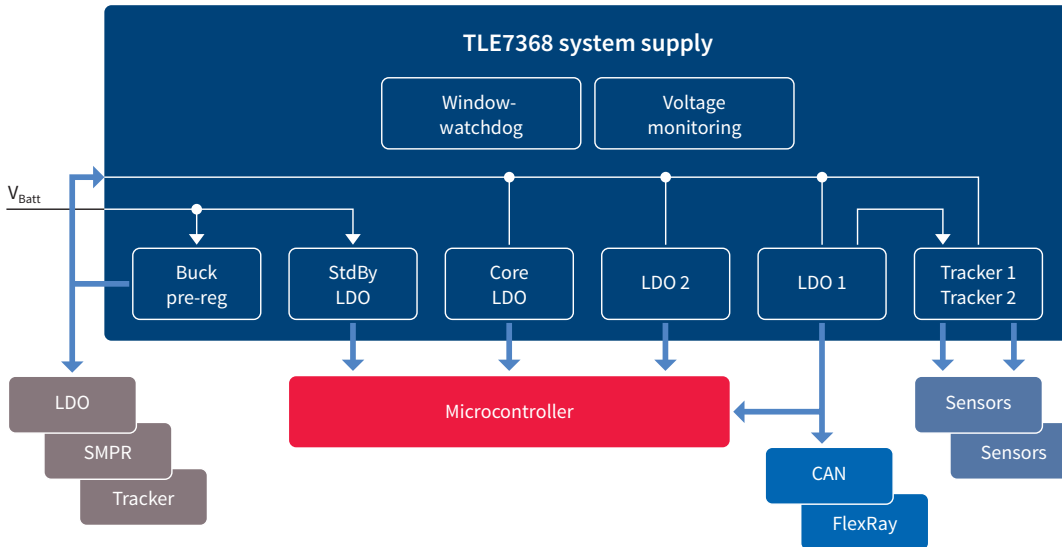 TLE7368 system supply
Window-
watchdog
Voltage
monitoring
VBatt
Buck
pre-reg
StdBy
LDO
Core
LDO
LDO 2
LDO 1
Tracker 1
Tracker 2
LDO
SMPR
Tracker
Microcontroller
CAN
FlexRay
Sensors
Sensors